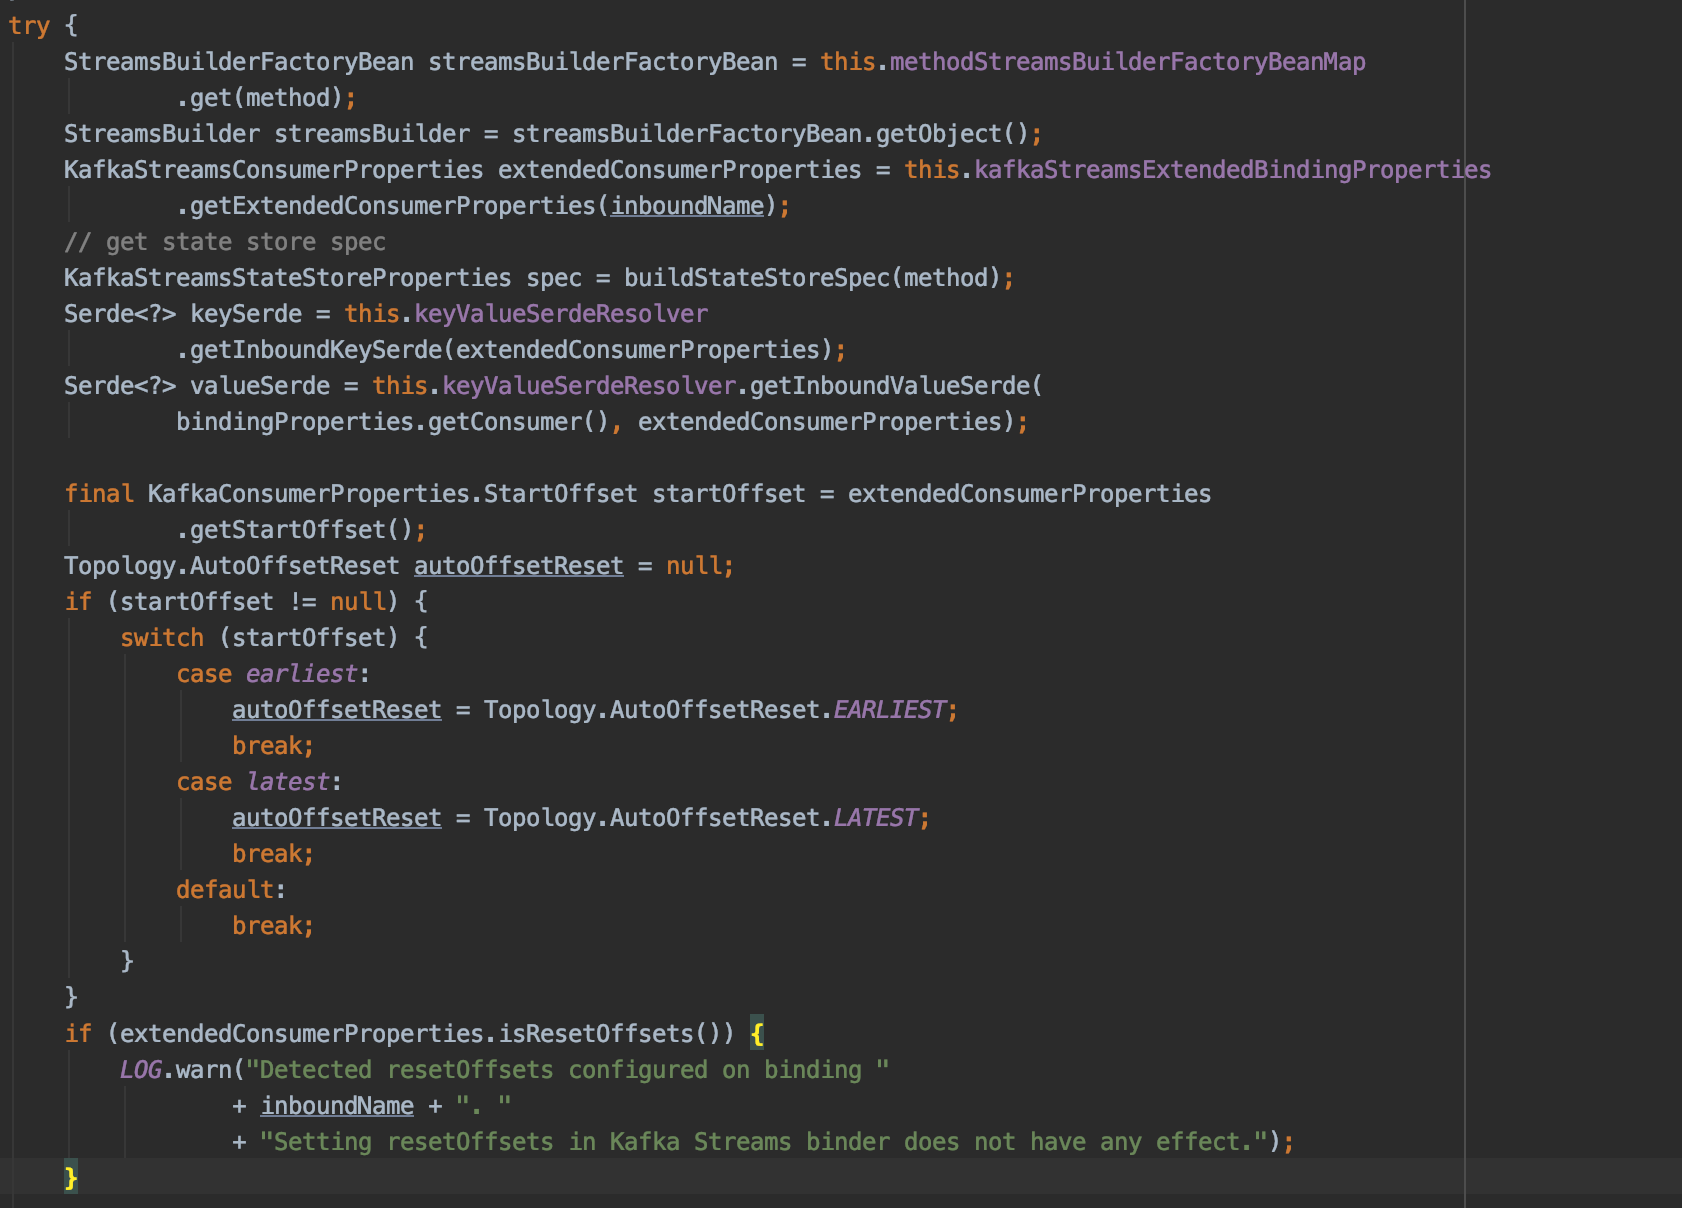 try {
StreamsBuilderFactoryBean streamsBuilderFactoryBean = this.methodStreamsBuilderFactoryBeanMap
.get(method);
StreamsBuilder streamsBuilder = streamsBuilderFactoryBean.getObject();
KafkaStreamsConsumerProperties extendedConsumerProperties = this.kafkaStreamsExtendedBindingProperties
.getExtendedConsumerProperties(inboundName);
// get state store spec
KafkaStreamsStateStoreProperties spec = buildStateStoreSpec(method);
Serde<?> keySerde = this.keyValueSerdeResolver
.getInboundKeySerde(extendedConsumerProperties);
Serde<?> valueSerde = this.keyValueSerdeResolver.getInboundValueSerde(
bindingProperties.getConsumer(), extendedConsumerProperties);
final KafkaConsumerProperties.StartOffset startOffset = extendedConsumerProperties
.getStartOffset();
Topology.AutoOffsetReset autoOffsetReset = null;
if (startOffset != null) {
switch (startOffset) {
case earliest:
autoOffsetReset = Topology.AutoOffsetReset.EARLIEST;
break;
case latest:
autoOffsetReset = Topology.AutoOffsetReset.LATEST;
break;
default:
break;
}
}
if (extendedConsumerProperties.isResetOffsets()) {
LOG.warn("Detected resetOffsets configured on binding "
+ inboundName + ". "
+ "Setting resetOffsets in Kafka Streams binder does not have any effect.");
}